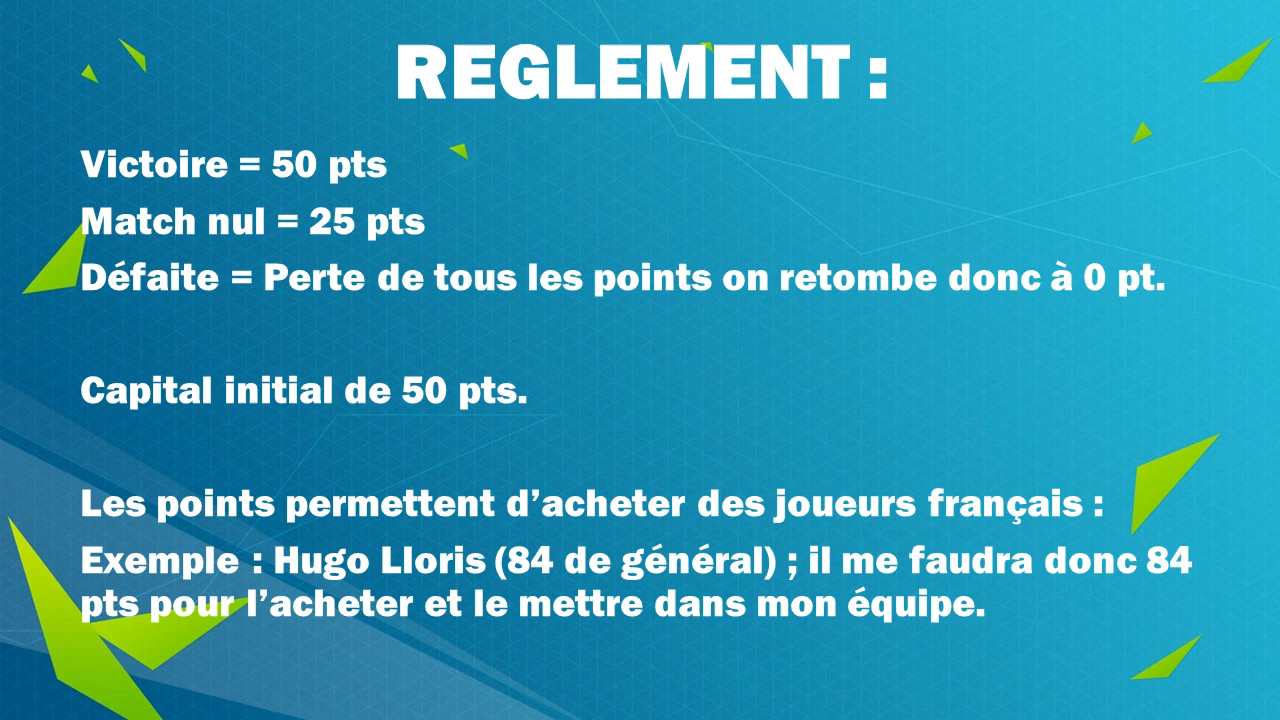 REGLEMENT :
Victoire = 50 pts
Match nul = 25 pts
Défaite = Perte de tous les points on retombe donc à 0 pt.
Capital initial de 50 pts.
Les points permettent d’acheter des joueurs français :
Exemple : Hugo Lloris (84 de général) ; il me faudra donc 84
pts pour l’acheter et le mettre dans mon équipe.